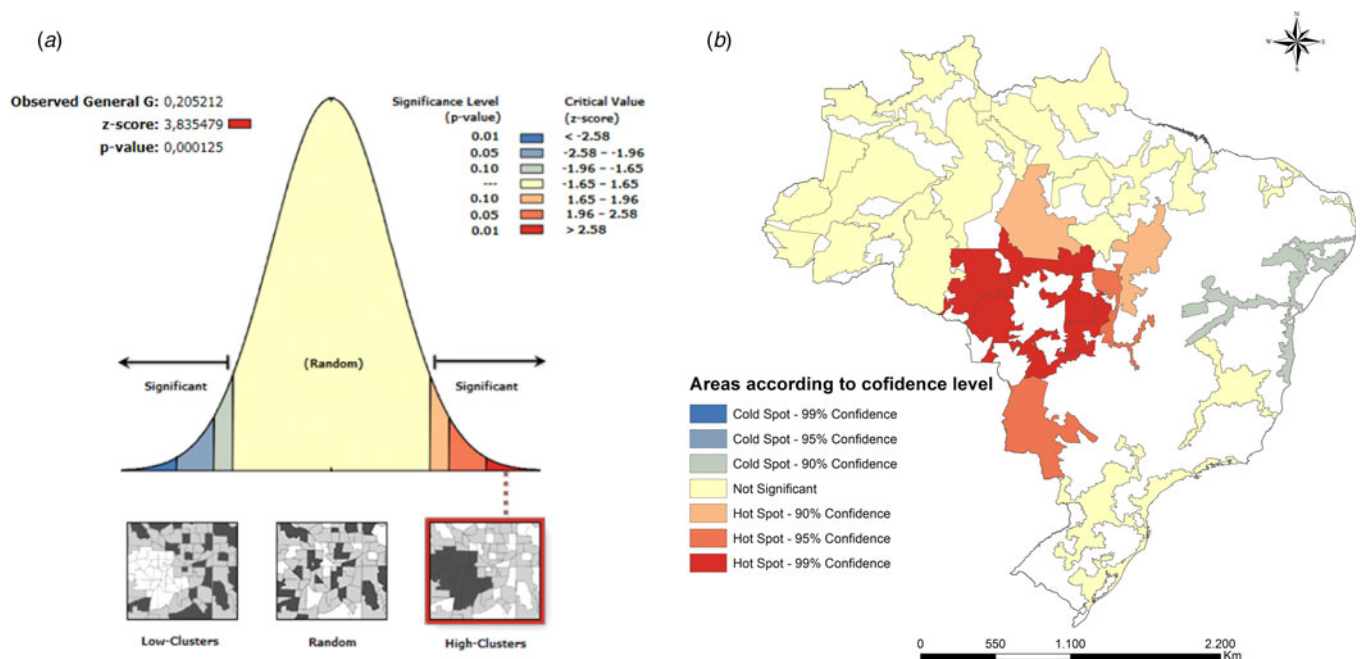 (a)
Observed General G: 0,205212
z-score: 3,835479
p-value: 0,000125
Significance Level
(p-value)
Critical Value
(z-score)
0.01 < -2.58
0.05 -2.58 – -1.96
0.10 -1.96 – -1.65
--- -1.65 – 1.65
0.10 1.65 – 1.96
0.05 1.96 – 2.58
0.01 > 2.58
Significant
(Random)
Significant
Low-Clusters
Random
High-Clusters
(b)
N
W
E
S
Areas according to cofidence level
Cold Spot - 99% Confidence
Cold Spot - 95% Confidence
Cold Spot - 90% Confidence
Not Significant
Hot Spot - 90% Confidence
Hot Spot - 95% Confidence
Hot Spot - 99% Confidence
0 550 1.100 2.200
Km